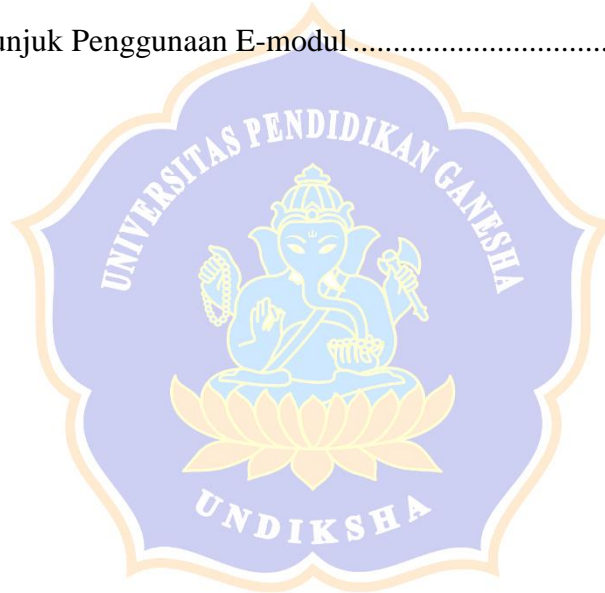 unjuk Penggunaan E-modul ................................
UNIVERSITAS PENDIDIKAN GANESHA
UNDIKSHA